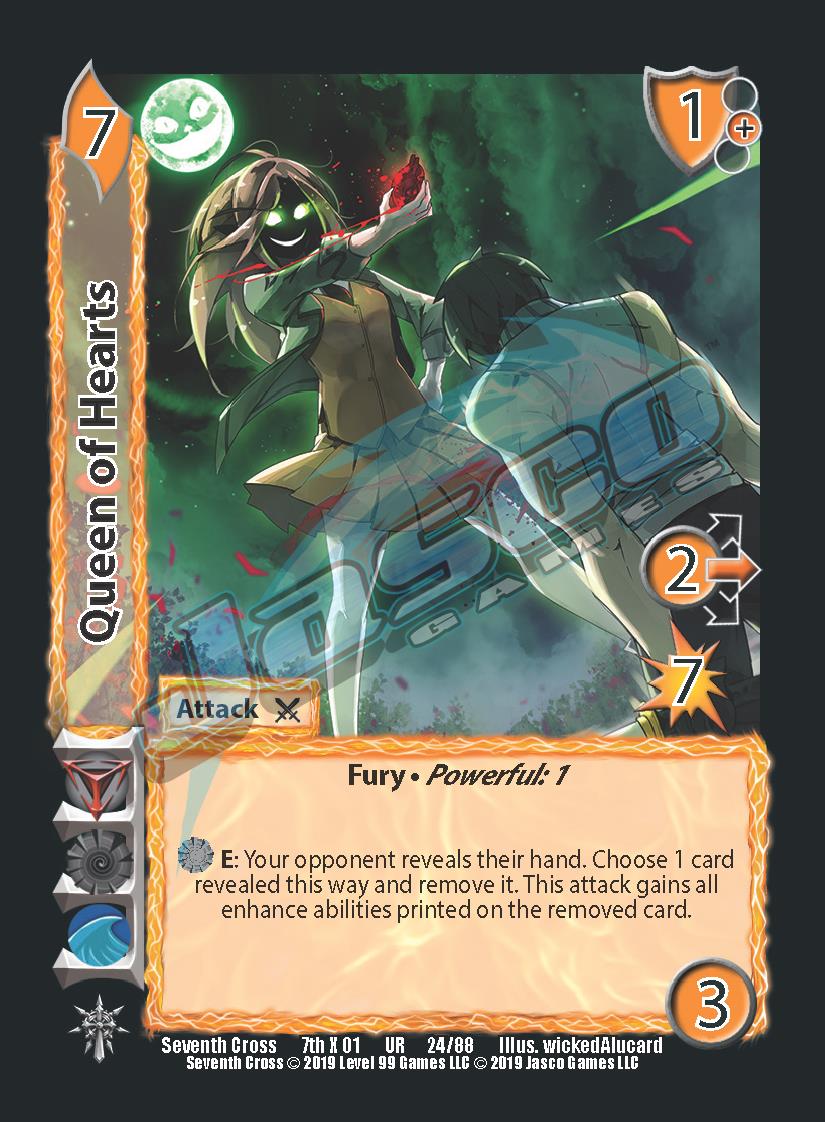 7
1
+
Queen of Hearts
TM
JASCO
GAMES
2
7
Attack
Fury • Powerful: 1
E: Your opponent reveals their hand. Choose 1 card
revealed this way and remove it. This attack gains all
enhance abilities printed on the removed card.
3
Seventh Cross 7th X 01 UR 24/88 Illus. wickedAlucard
Seventh Cross © 2019 Level 99 Games LLC © 2019 Jasco Games LLC